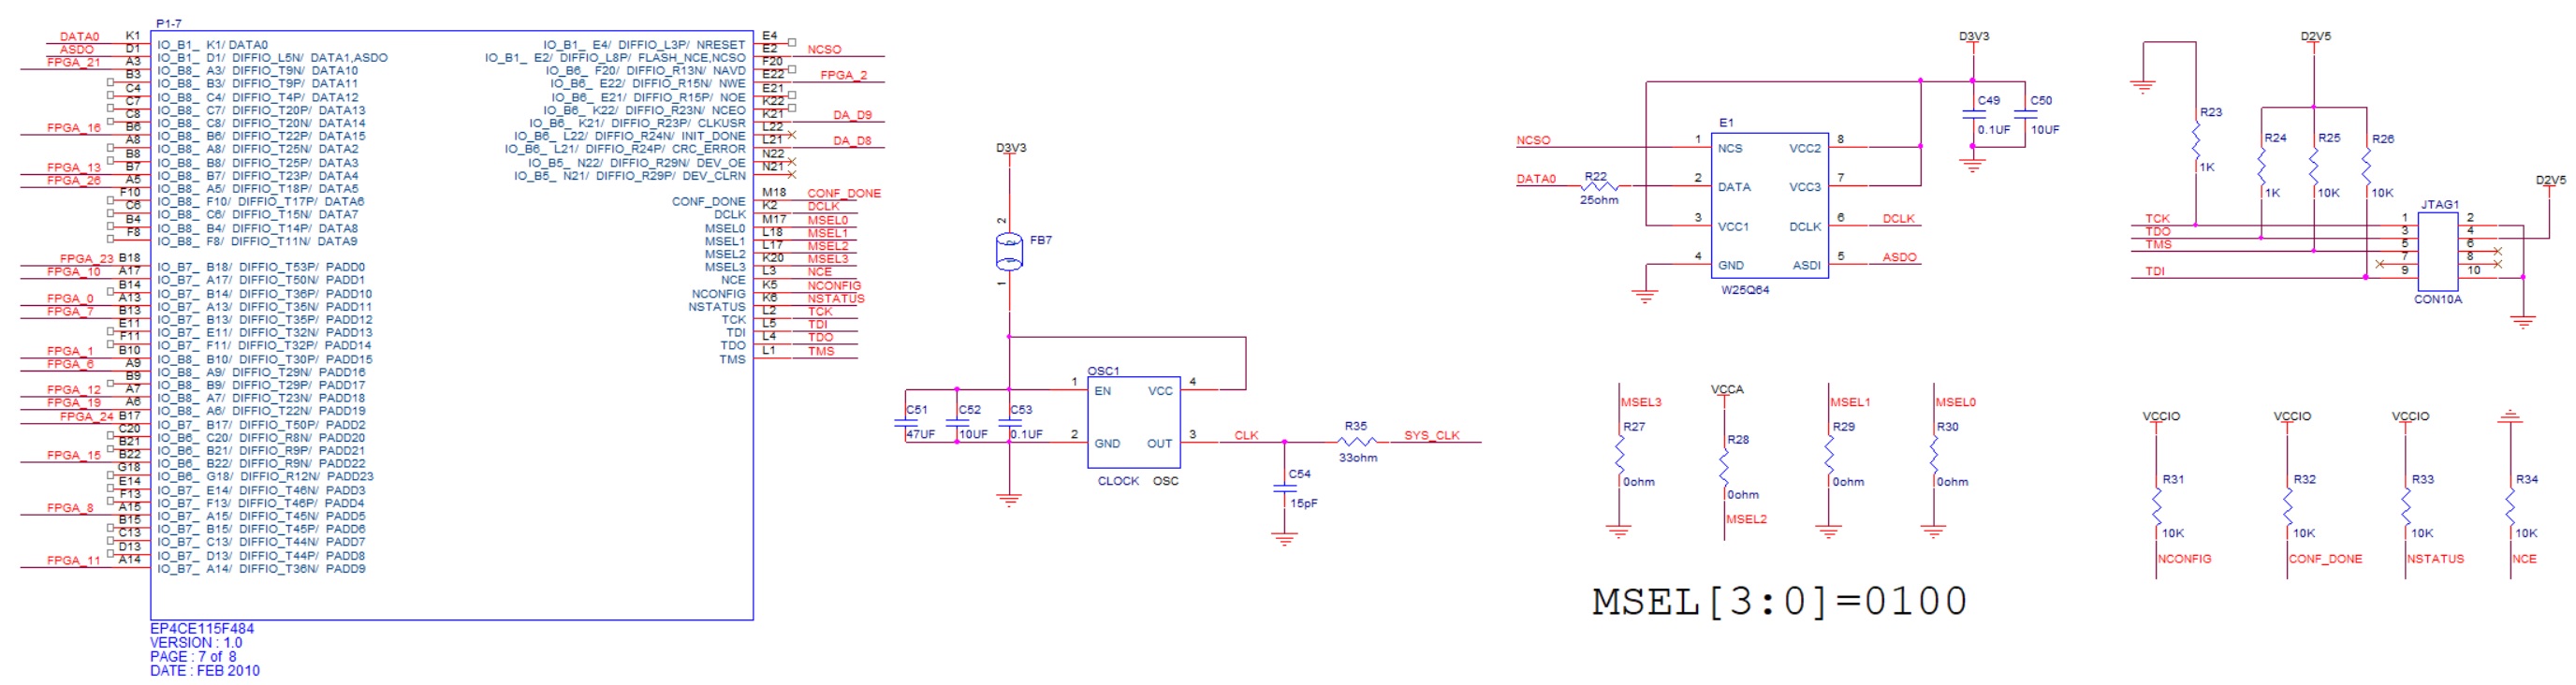 P1-7
DATA0 K1 IO_B1_ K1/ DATA0
ASDO D1 IO_B1_ D1/ DIFFIO_L5N/ DATA1,ASDO
FPGA_21 A3 IO_B8_ A3/ DIFFIO_T9N/ DATA10
B3 IO_B8_ B3/ DIFFIO_T9P/ DATA11
C4 IO_B8_ C4/ DIFFIO_T4P/ DATA12
C7 IO_B8_ C7/ DIFFIO_T20P/ DATA13
C8 IO_B8_ C8/ DIFFIO_T20N/ DATA14
FPGA_16 B6 IO_B8_ B6/ DIFFIO_T22P/ DATA15
A8 IO_B8_ A8/ DIFFIO_T25N/ DATA2
B8 IO_B8_ B8/ DIFFIO_T25P/ DATA3
FPGA_13 B7 IO_B8_ B7/ DIFFIO_T23P/ DATA4
FPGA_26 A5 IO_B8_ A5/ DIFFIO_T18P/ DATA5
F10 IO_B8_ F10/ DIFFIO_T17P/ DATA6
C6 IO_B8_ C6/ DIFFIO_T15N/ DATA7
B4 IO_B8_ B4/ DIFFIO_T14P/ DATA8
F8 IO_B8_ F8/ DIFFIO_T11N/ DATA9
FPGA_23 B18 IO_B7_ B18/ DIFFIO_T53P/ PADD0
FPGA_10 A17 IO_B7_ A17/ DIFFIO_T50N/ PADD1
B14 IO_B7_ B14/ DIFFIO_T36P/ PADD10
FPGA_0 A13 IO_B7_ A13/ DIFFIO_T35N/ PADD11
FPGA_7 B13 IO_B7_ B13/ DIFFIO_T35P/ PADD12
E11 IO_B7_ E11/ DIFFIO_T32N/ PADD13
F11 IO_B7_ F11/ DIFFIO_T32P/ PADD14
FPGA_1 B10 IO_B8_ B10/ DIFFIO_T30P/ PADD15
FPGA_6 A9 IO_B8_ A9/ DIFFIO_T29N/ PADD16
B9 IO_B8_ B9/ DIFFIO_T29P/ PADD17
FPGA_12 A7 IO_B8_ A7/ DIFFIO_T23N/ PADD18
FPGA_19 A6 IO_B8_ A6/ DIFFIO_T22N/ PADD19
FPGA_24 B17 IO_B7_ B17/ DIFFIO_T50P/ PADD2
C20 IO_B6_ C20/ DIFFIO_R8N/ PADD20
B21 IO_B6_ B21/ DIFFIO_R9P/ PADD21
FPGA_15 B22 IO_B6_ B22/ DIFFIO_R9N/ PADD22
G18 IO_B6_ G18/ DIFFIO_R12N/ PADD23
E14 IO_B7_ E14/ DIFFIO_T46N/ PADD3
F13 IO_B7_ F13/ DIFFIO_T46P/ PADD4
FPGA_8 A15 IO_B7_ A15/ DIFFIO_T45N/ PADD5
B15 IO_B7_ B15/ DIFFIO_T45P/ PADD6
C13 IO_B7_ C13/ DIFFIO_T44N/ PADD7
D13 IO_B7_ D13/ DIFFIO_T44P/ PADD8
FPGA_11 A14 IO_B7_ A14/ DIFFIO_T36N/ PADD9
IO_B1_ E4/ DIFFIO_L3P/ NRESET E4
IO_B1_ E2/ DIFFIO_L8P/ FLASH_NCE,NCSO E2 NCSO
IO_B6_ F20/ DIFFIO_R13N/ NAVD F20
IO_B6_ E22/ DIFFIO_R15N/ NWE E22 FPGA_2
IO_B6_ E21/ DIFFIO_R15P/ NOE E21
IO_B6_ K22/ DIFFIO_R23N/ NCEO K22
IO_B6_ K21/ DIFFIO_R23P/ CLKUSR K21 DA_D9
IO_B6_ L22/ DIFFIO_R24N/ INIT_DONE L22
IO_B6_ L21/ DIFFIO_R24P/ CRC_ERROR L21 DA_D8
IO_B5_ N22/ DIFFIO_R29N/ DEV_OE N22
IO_B5_ N21/ DIFFIO_R29P/ DEV_CLRN N21
CONF_DONE M18 CONF_DONE
DCLK K2 DCLK
MSEL0 M17 MSEL0
MSEL1 L18 MSEL1
MSEL2 L17 MSEL2
MSEL3 K20 MSEL3
NCE L3 NCE
NCONFIG K5 NCONFIG
NSTATUS K6 NSTATUS
TCK L2 TCK
TDI L5 TDI
TDO L4 TDO
TMS L1 TMS
EP4CE115F484
VERSION : 1.0
PAGE : 7 of 8
DATE : FEB 2010
D3V3
2
FB7
1
OSC1
1 EN VCC 4
2 GND OUT 3
CLOCK OSC
C51 C52 C53
47UF 10UF 0.1UF
CLK R35 SYS_CLK
33ohm
C54
15pF
D3V3
C49 C50
0.1UF 10UF
E1
NCSO 1 NCS VCC2 8
DATA0 R22 2 DATA VCC3 7
25ohm
3 VCC1 DCLK 6 DCLK
4 GND ASDI 5 ASDO
W25Q64
VCCA
MSEL3 MSEL1 MSEL0
R27 R28 R29 R30
0ohm 0ohm 0ohm 0ohm
MSEL2
MSEL[3:0]=0100
D2V5
R23
1K
R24 R25 R26
1K 10K 10K
D2V5
JTAG1
TCK 1 2
TDO 3 4
TMS 5 6
7 8
TDI 9 10
CON10A
VCCIO VCCIO VCCIO
R31 R32 R33 R34
10K 10K 10K 10K
NCONFIG CONF_DONE NSTATUS NCE